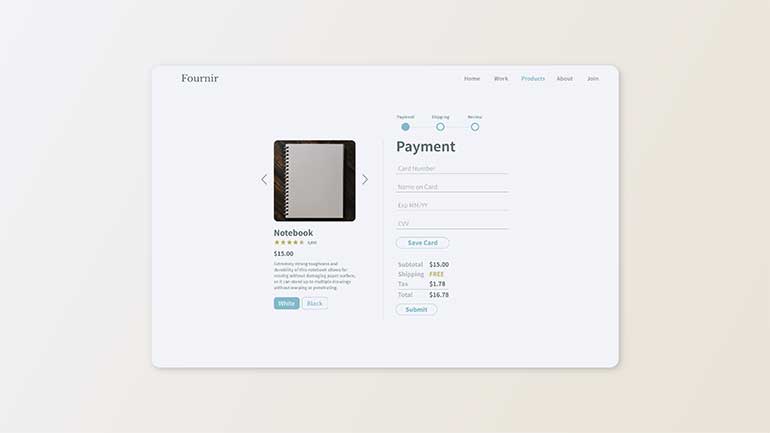 Fournir
Home Work Products About Join
Payment Shipping Review
Payment
Card Number
Name on Card
Exp MM/YY
CVV
Save Card
Notebook
$15.00
Extremely strong toughness and
durability of this notebook allows for
reusing without damaging paper surface,
so it can stand up to multiple drawings
without warping or penetrating.
White Black
Subtotal $15.00
Shipping FREE
Tax $1.78
Total $16.78
Submit